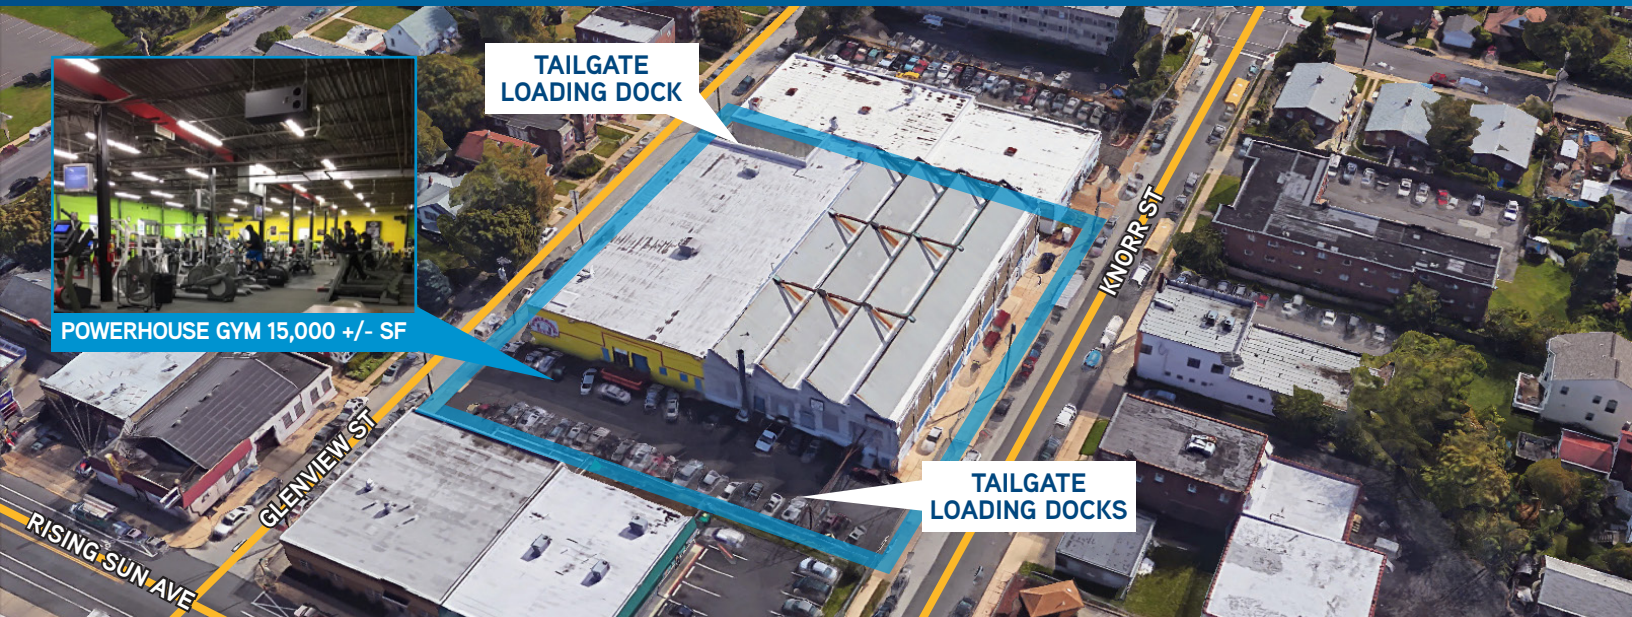 TAILGATE
LOADING DOCK
POWERHOUSE GYM 15,000 +/- SF
KNORR ST
GLENVIEW ST
TAILGATE
LOADING DOCKS
RISING SUN AVE